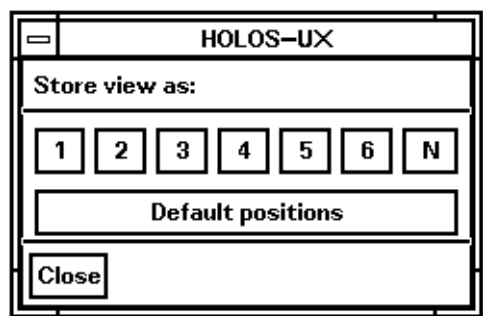 HOLOS-UX
Store view as:
1 2 3 4 5 6 N
Default positions
Close